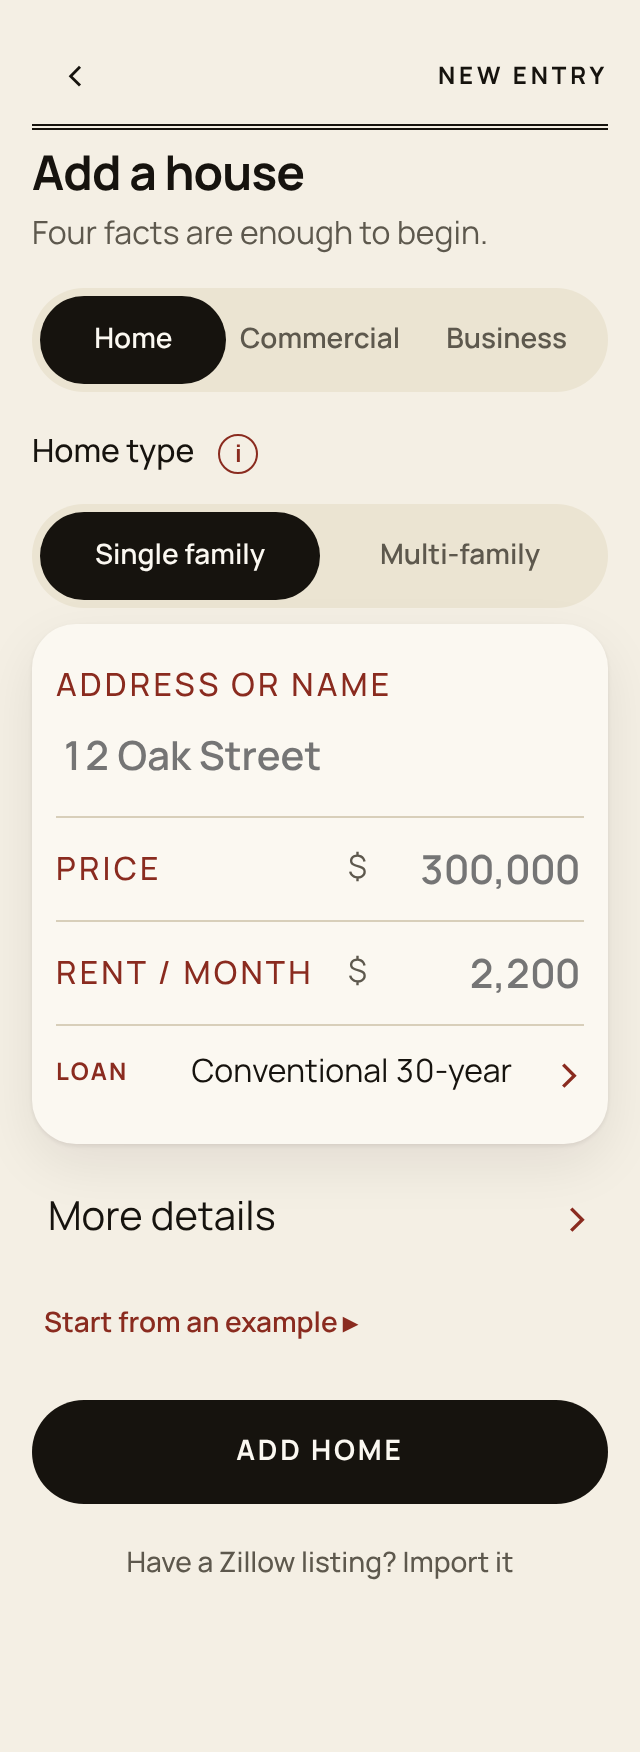 NEW ENTRY
Add a house
Four facts are enough to begin.
Home Commercial Business
Home type i
Single family Multi-family
ADDRESS OR NAME
12 Oak Street
PRICE $ 300,000
RENT / MONTH $ 2,200
LOAN Conventional 30-year
More details
Start from an example ▸
ADD HOME
Have a Zillow listing? Import it